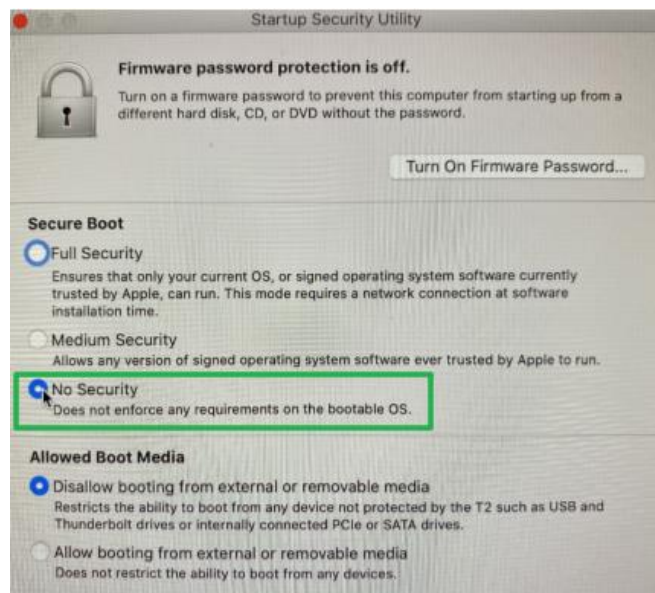 Startup Security Utility
Firmware password protection is off.
Turn on a firmware password to prevent this computer from starting up from a
different hard disk, CD, or DVD without the password.
Turn On Firmware Password...
Secure Boot
Full Security
Ensures that only your current OS, or signed operating system software currently
trusted by Apple, can run. This mode requires a network connection at software
installation time.
Medium Security
Allows any version of signed operating system software ever trusted by Apple to run.
No Security
Does not enforce any requirements on the bootable OS.
Allowed Boot Media
Disallow booting from external or removable media
Restricts the ability to boot from any device not protected by the T2 such as USB and
Thunderbolt drives or internally connected PCIe or SATA drives.
Allow booting from external or removable media
Does not restrict the ability to boot from any devices.